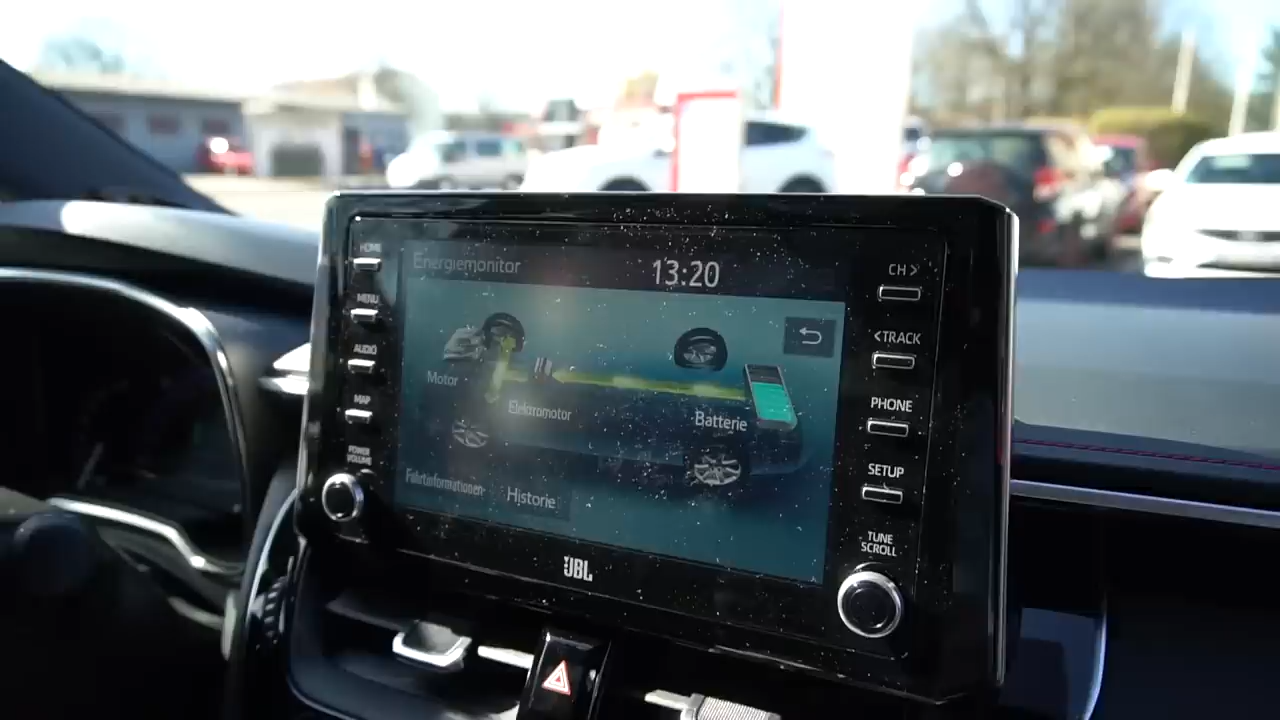 HOME
MENU
AUDIO
MAP
POWER
VOLUME
Energiemonitor
13:20
Motor
Elektromotor
Batterie
Fahrtinformationen
Historie
JBL
CH >
< TRACK
PHONE
SETUP
TUNE
SCROLL